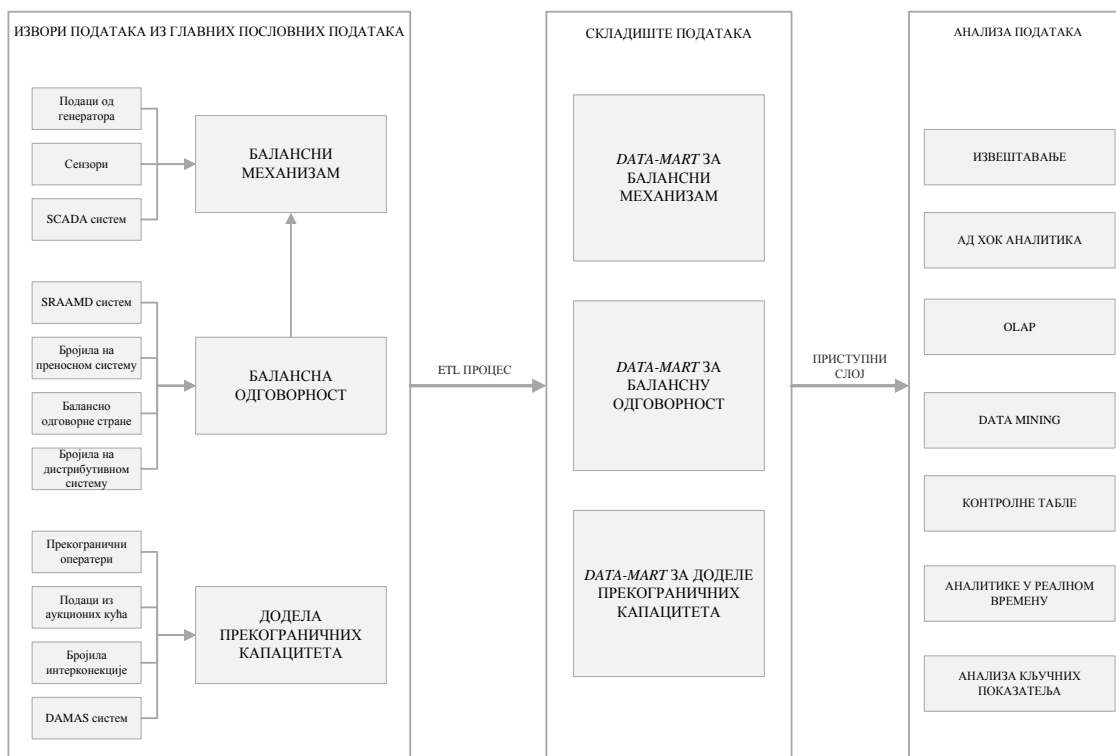 ИЗВОРИ ПОДАТАКА ИЗ ГЛАВНИХ ПОСЛОВНИХ ПОДАТАКА
Подаци од
генератора
Сензори
SCADA систем
БАЛАНСНИ
МЕХАНИЗАМ
SRAAMD систем
Бројила на
преносном систему
Балансно
одговорне стране
Бројила на
дистрибутивном
систему
БАЛАНСНА
ОДГОВОРНОСТ
Прекогранични
оператери
Подаци из
аукционих кућа
Бројила
интерконекције
DAMAS систем
ДОДЕЛА
ПРЕКОГРАНИЧНИХ
КАПАЦИТЕТА
ETL ПРОЦЕС
СКЛАДИШТЕ ПОДАТАКА
DATA-MART ЗА
БАЛАНСНИ
МЕХАНИЗАМ
DATA-MART ЗА
БАЛАНСНУ
ОДГОВОРНОСТ
DATA-MART ЗА ДОДЕЛЕ
ПРЕКОГРАНИЧНИХ
КАПАЦИТЕТА
ПРИСТУПНИ
СЛОЈ
АНАЛИЗА ПОДАТАКА
ИЗВЕШТАВАЊЕ
АД ХОК АНАЛИТИКА
OLAP
DATA MINING
КОНТРОЛНЕ ТАБЛЕ
АНАЛИТИКЕ У РЕАЛНОМ
ВРЕМЕНУ
АНАЛИЗА КЉУЧНИХ
ПОКАЗАТЕЉА